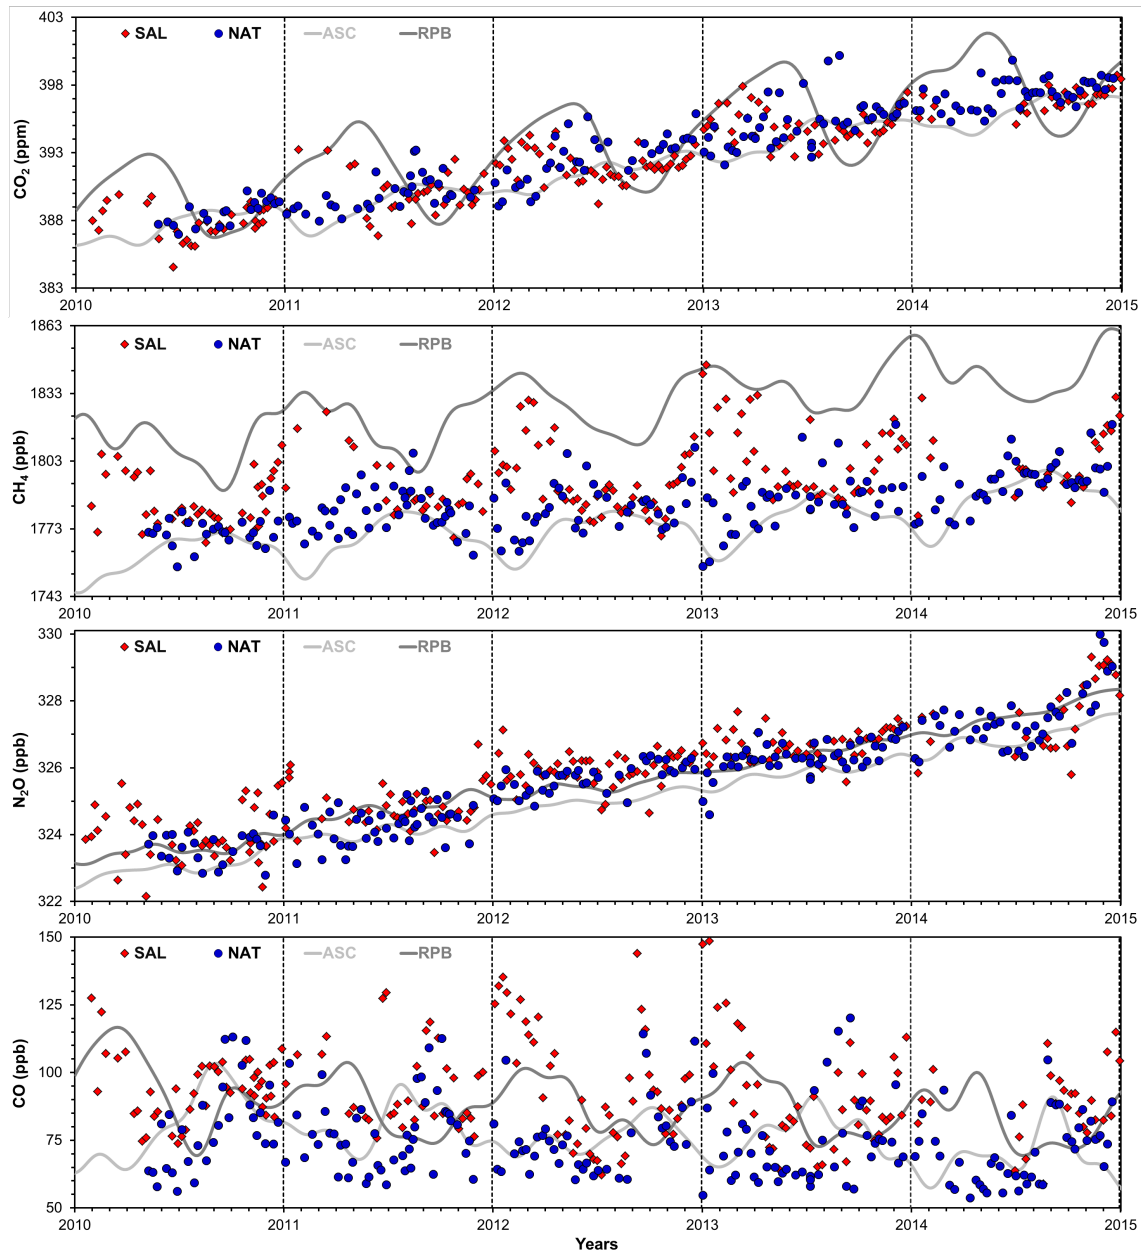 403
SAL NAT ASC RPB
398
393
388
383
CO2 (ppm)
2010 2011 2012 2013 2014 2015
1863
SAL NAT ASC RPB
1833
1803
1773
1743
CH4 (ppb)
2010 2011 2012 2013 2014 2015
330
SAL NAT ASC RPB
328
326
324
322
N2O (ppb)
2010 2011 2012 2013 2014 2015
150
SAL NAT ASC RPB
125
100
75
50
CO (ppb)
2010 2011 2012 2013 2014 2015
Years